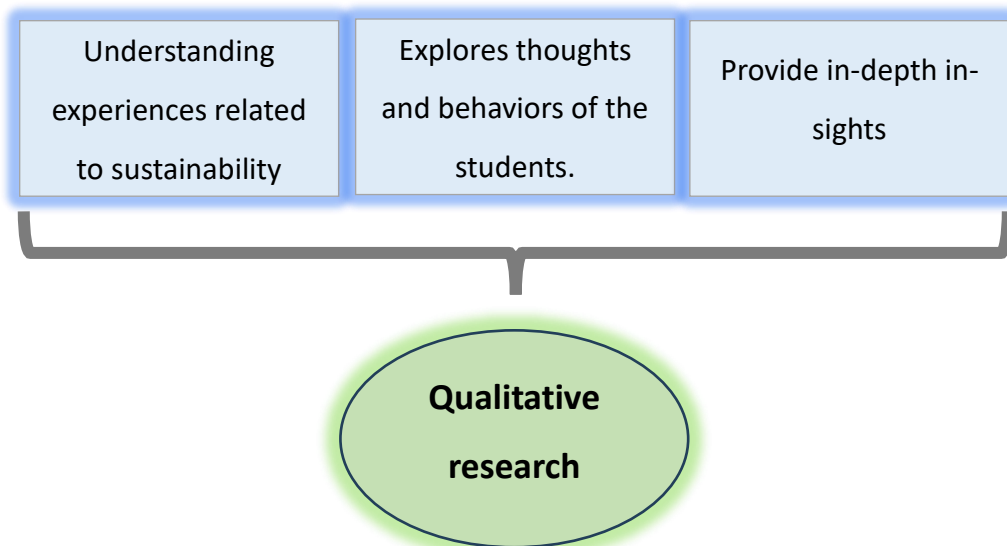 Understanding
experiences related
to sustainability
Explores thoughts
and behaviors of the
students.
Provide in-depth in-
sights
Qualitative
research